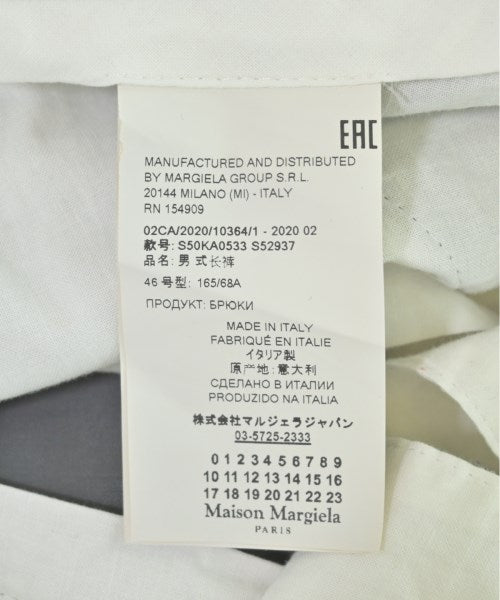 EAC
MANUFACTURED AND DISTRIBUTED
BY MARGIELA GROUP S.R.L.
20144 MILANO (MI) - ITALY
RN 154909
02CA/2020/10364/1 - 2020 02
款号: S50KA0533 S52937
品名: 男 式长裤
46 号型: 165/68A
ПРОДУКТ: БРЮКИ
MADE IN ITALY
FABRIQUÉ EN ITALIE
イタリア製
原产地: 意大利
СДЕЛАНО В ИТАЛИИ
PRODUZIDO NA ITALIA
株式会社マルジェラジャパン
03-5725-2333
0 1 2 3 4 5 6 7 8 9
10 11 12 13 14 15 16
17 18 19 20 21 22 23
Maison Margiela
PARIS